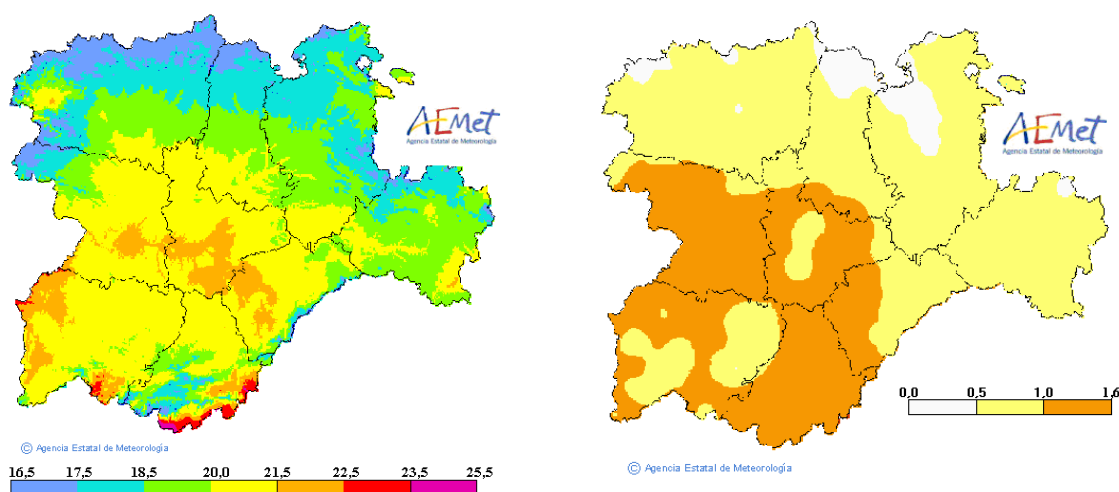 AEMet
Agencia Estatal de Meteorología
© Agencia Estatal de Meteorología
16,5 17,5 18,5 20,0 21,5 22,5 23,5 25,5
AEMet
Agencia Estatal de Meteorología
0,0 0,5 1,0 1,6
© Agencia Estatal de Meteorología